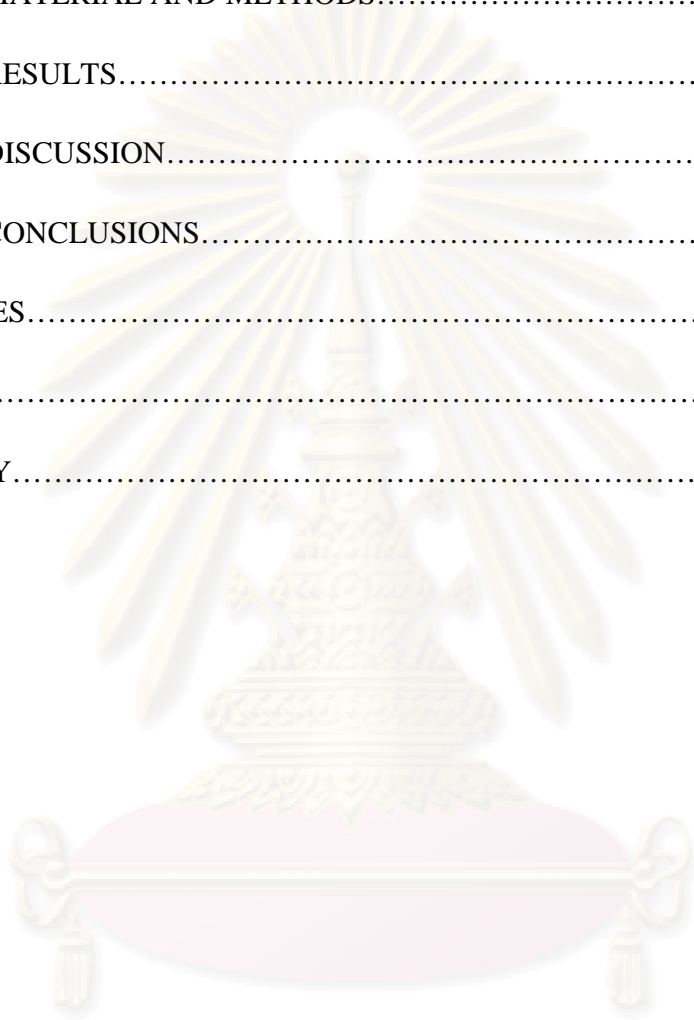 MATERIAL AND METHODS……………………………
RESULTS………………………………………………
DISCUSSION…………………………………………
CONCLUSIONS………………………………………
ES………………………………………………………
…………………………………………………………
Y…………………………………………………………